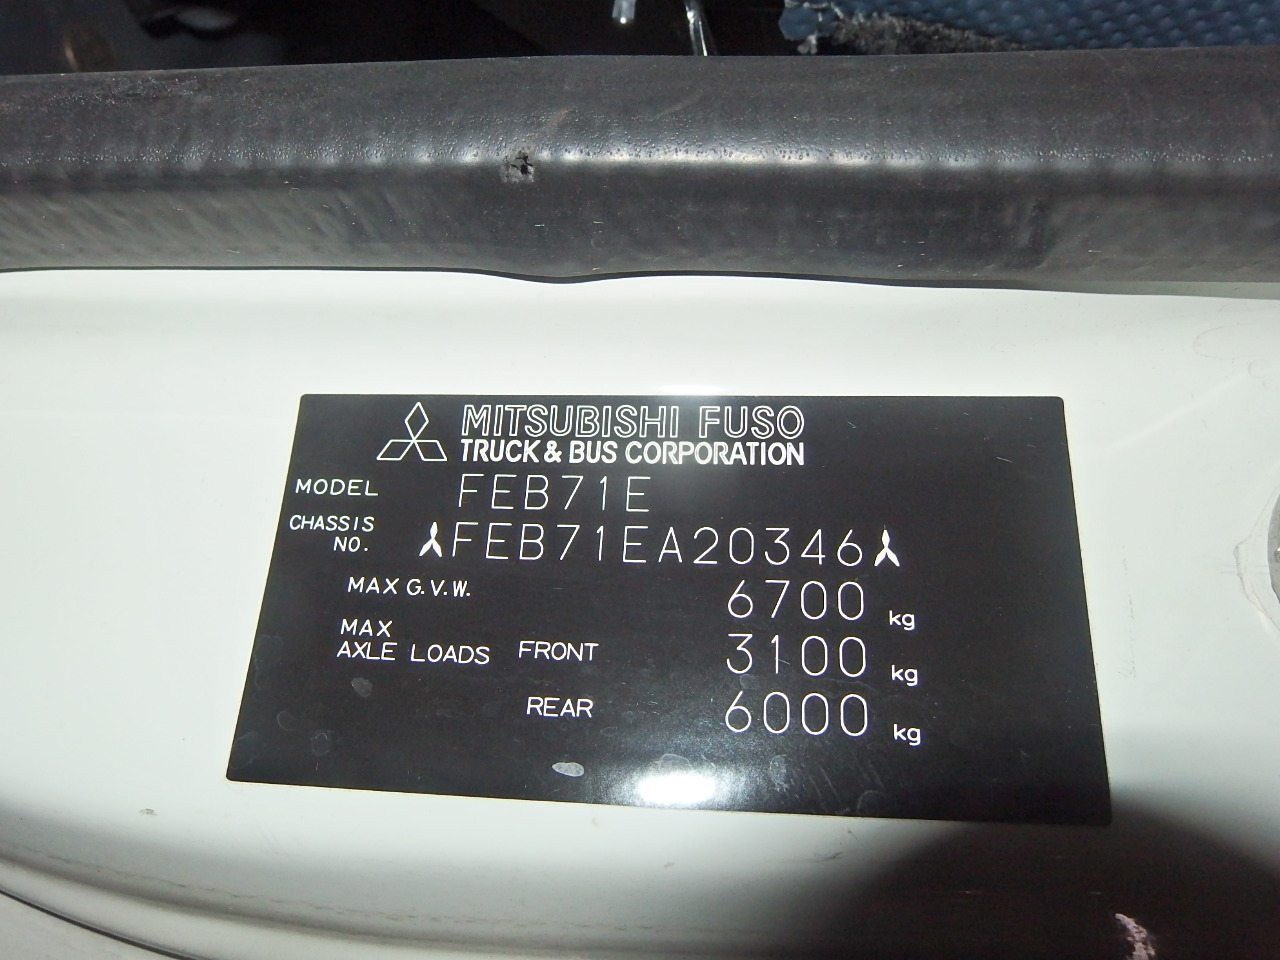 MITSUBISHI FUSO
TRUCK & BUS CORPORATION
MODEL FEB71E
CHASSIS
NO. FEB71EA20346
MAX G.V.W. 6700 kg
MAX
AXLE LOADS FRONT 3100 kg
REAR 6000 kg